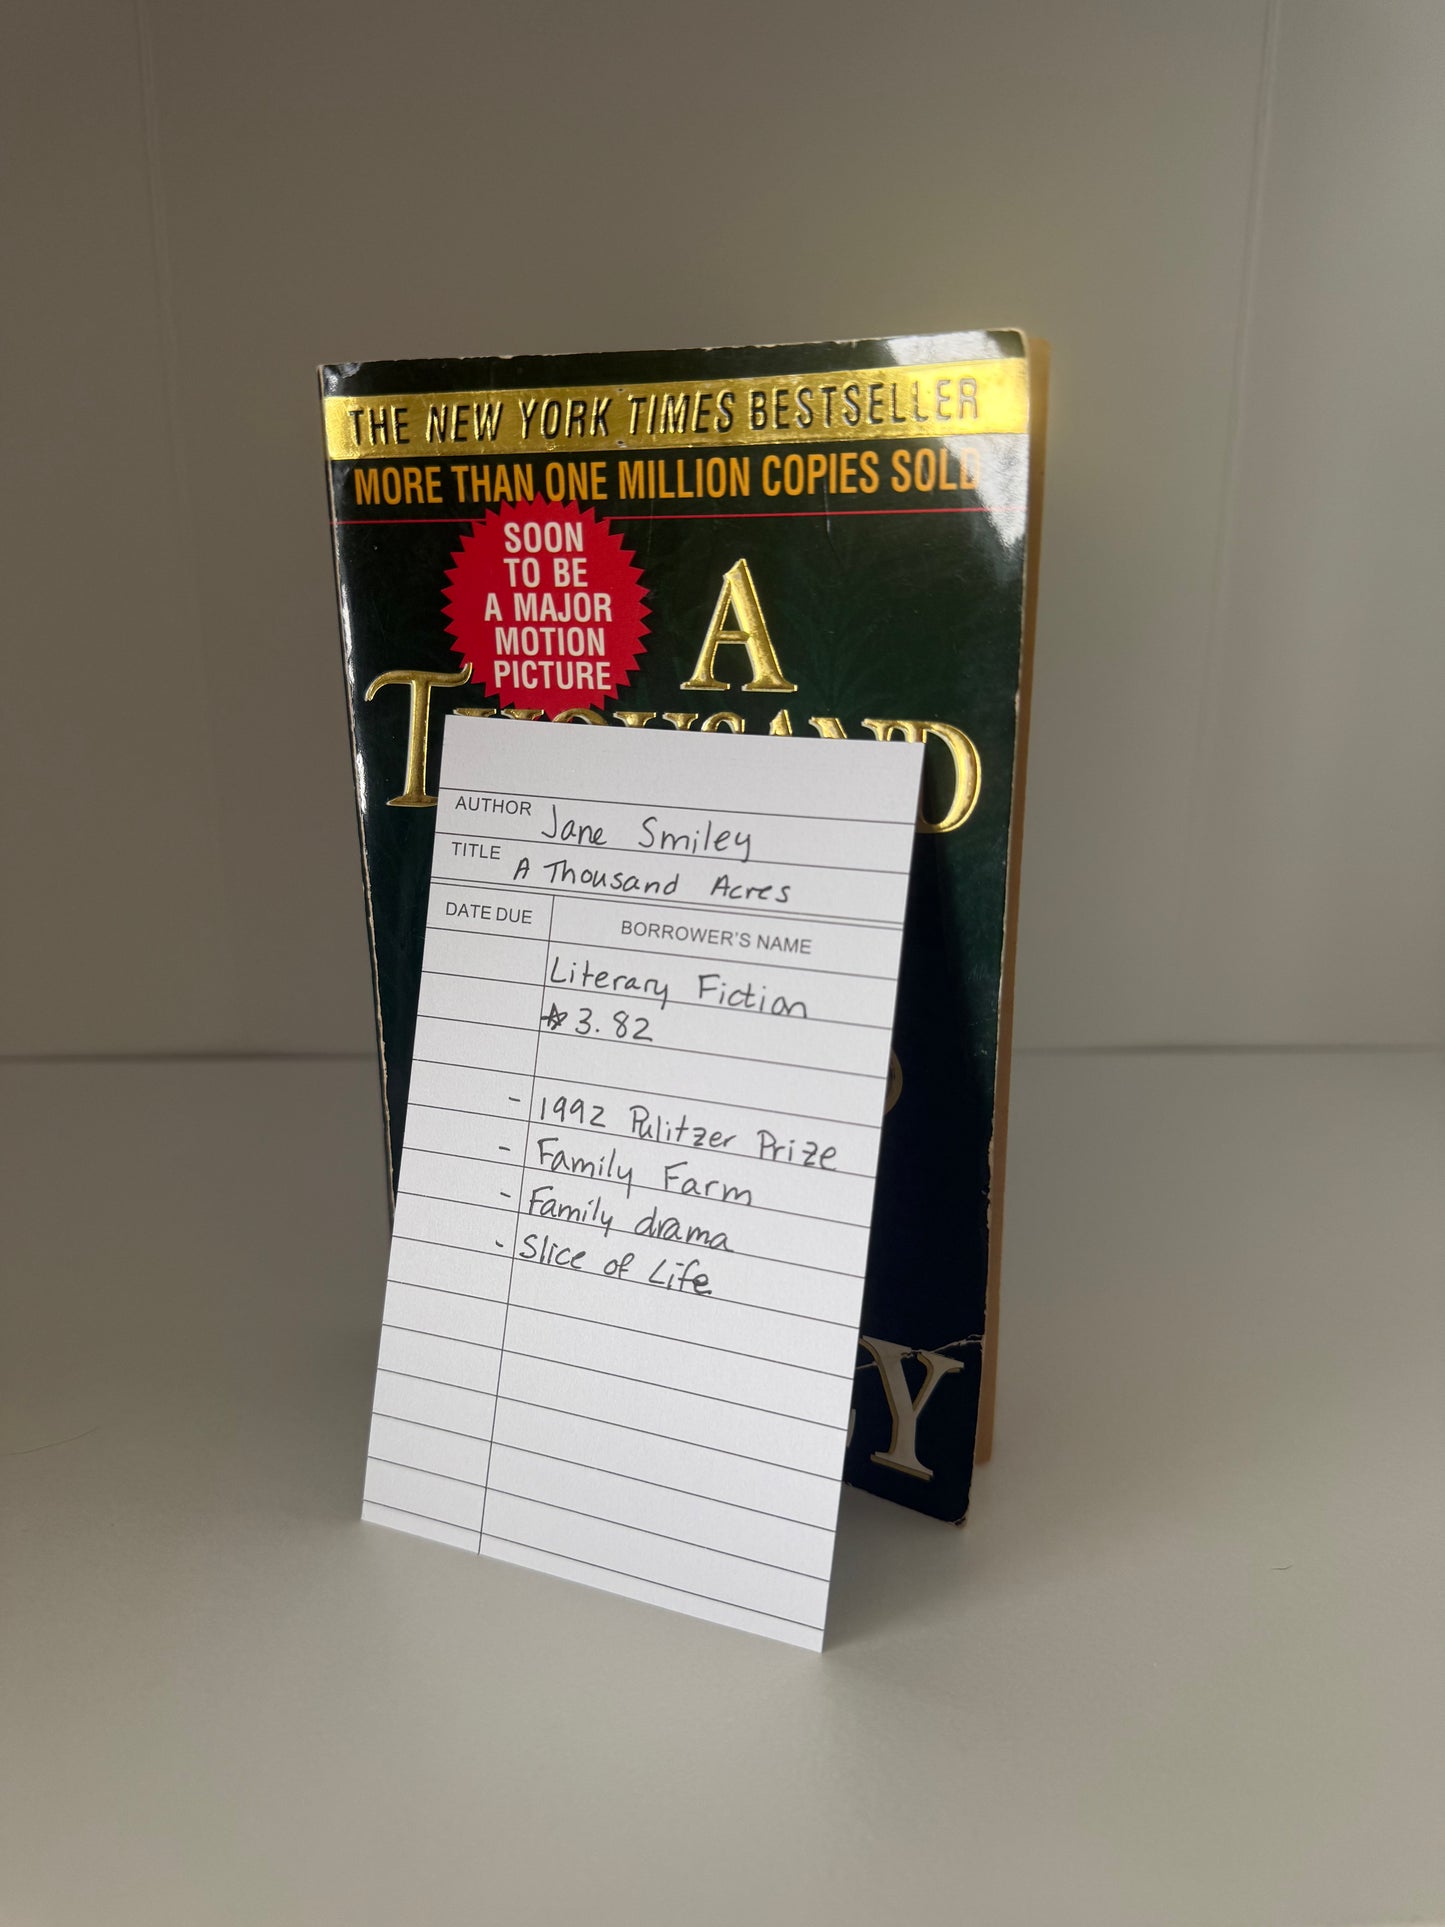 THE NEW YORK TIMES BESTSELLER
MORE THAN ONE MILLION COPIES SOLD
SOON
TO BE
A MAJOR
MOTION
PICTURE
A
THOUSAND
AUTHOR Jane Smiley
TITLE A Thousand Acres
DATE DUE BORROWER'S NAME
Literary Fiction
☆ 3.82
- 1992 Pulitzer Prize
- Family Farm
- Family drama
- Slice of Life
EY